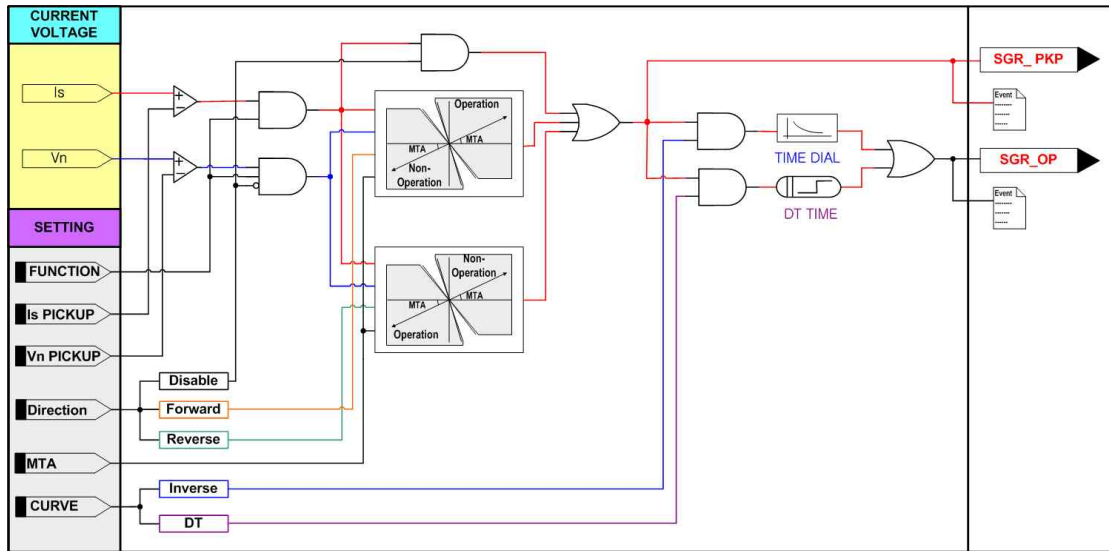 CURRENT
VOLTAGE
Is
+
−
Vn
+
−
SETTING
FUNCTION
Is PICKUP
Vn PICKUP
Direction
Disable
Forward
Reverse
MTA
CURVE
Inverse
DT
Operation
MTA
MTA
Non-
Operation
Non-
Operation
MTA
MTA
Operation
TIME DIAL
DT TIME
SGR_ PKP
Event
SGR_OP
Event